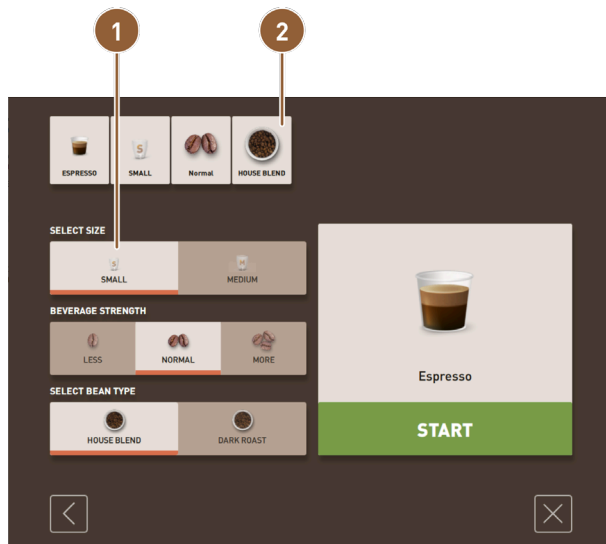 1 2
ESPRESSO SMALL Normal HOUSE BLEND
S
SELECT SIZE
S M
SMALL MEDIUM
BEVERAGE STRENGTH
LESS NORMAL MORE
SELECT BEAN TYPE
HOUSE BLEND DARK ROAST
Espresso
START